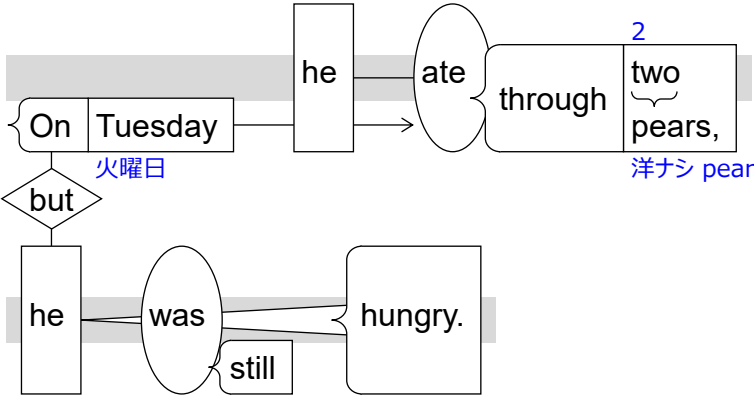 2
he ate through two
On Tuesday pears,
火曜日 洋ナシ pear
but
he was hungry.
still